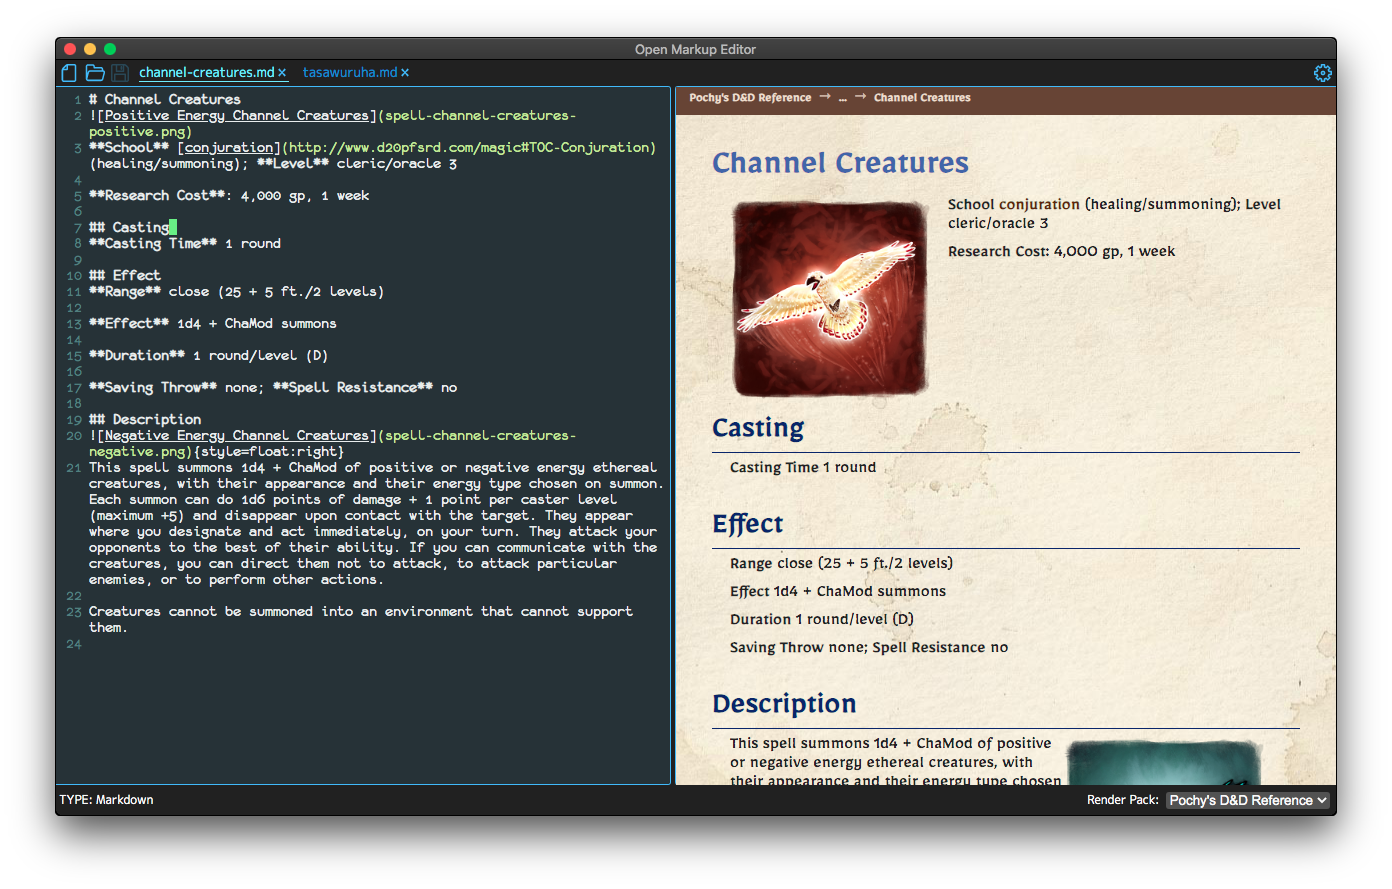 Open Markup Editor
channel-creatures.md ×
tasawuruha.md ×
1 # Channel Creatures
2 ![Positive Energy Channel Creatures](spell-channel-creatures-
positive.png)
3 **School** [conjuration](http://www.d20pfsrd.com/magic#TOC-Conjuration)
(healing/summoning); **Level** cleric/oracle 3
4
5 **Research Cost**: 4,000 gp, 1 week
6
7 ## Casting
8 **Casting Time** 1 round
9
10 ## Effect
11 **Range** close (25 + 5 ft./2 levels)
12
13 **Effect** 1d4 + ChaMod summons
14
15 **Duration** 1 round/level (D)
16
17 **Saving Throw** none; **Spell Resistance** no
18
19 ## Description
20 ![Negative Energy Channel Creatures](spell-channel-creatures-
negative.png){style=float:right}
21 This spell summons 1d4 + ChaMod of positive or negative energy ethereal
creatures, with their appearance and their energy type chosen on summon.
Each summon can do 1d6 points of damage + 1 point per caster level
(maximum +5) and disappear upon contact with the target. They appear
where you designate and act immediately, on your turn. They attack your
opponents to the best of their ability. If you can communicate with the
creatures, you can direct them not to attack, to attack particular
enemies, or to perform other actions.
22
23 Creatures cannot be summoned into an environment that cannot support
them.
24
Pochy's D&D Reference → ... → Channel Creatures
Channel Creatures
School conjuration (healing/summoning); Level
cleric/oracle 3
Research Cost: 4,000 gp, 1 week
Casting
Casting Time 1 round
Effect
Range close (25 + 5 ft./2 levels)
Effect 1d4 + ChaMod summons
Duration 1 round/level (D)
Saving Throw none; Spell Resistance no
Description
This spell summons 1d4 + ChaMod of positive
or negative energy ethereal creatures, with
their appearance and their energy type chosen
TYPE: Markdown
Render Pack: Pochy's D&D Reference